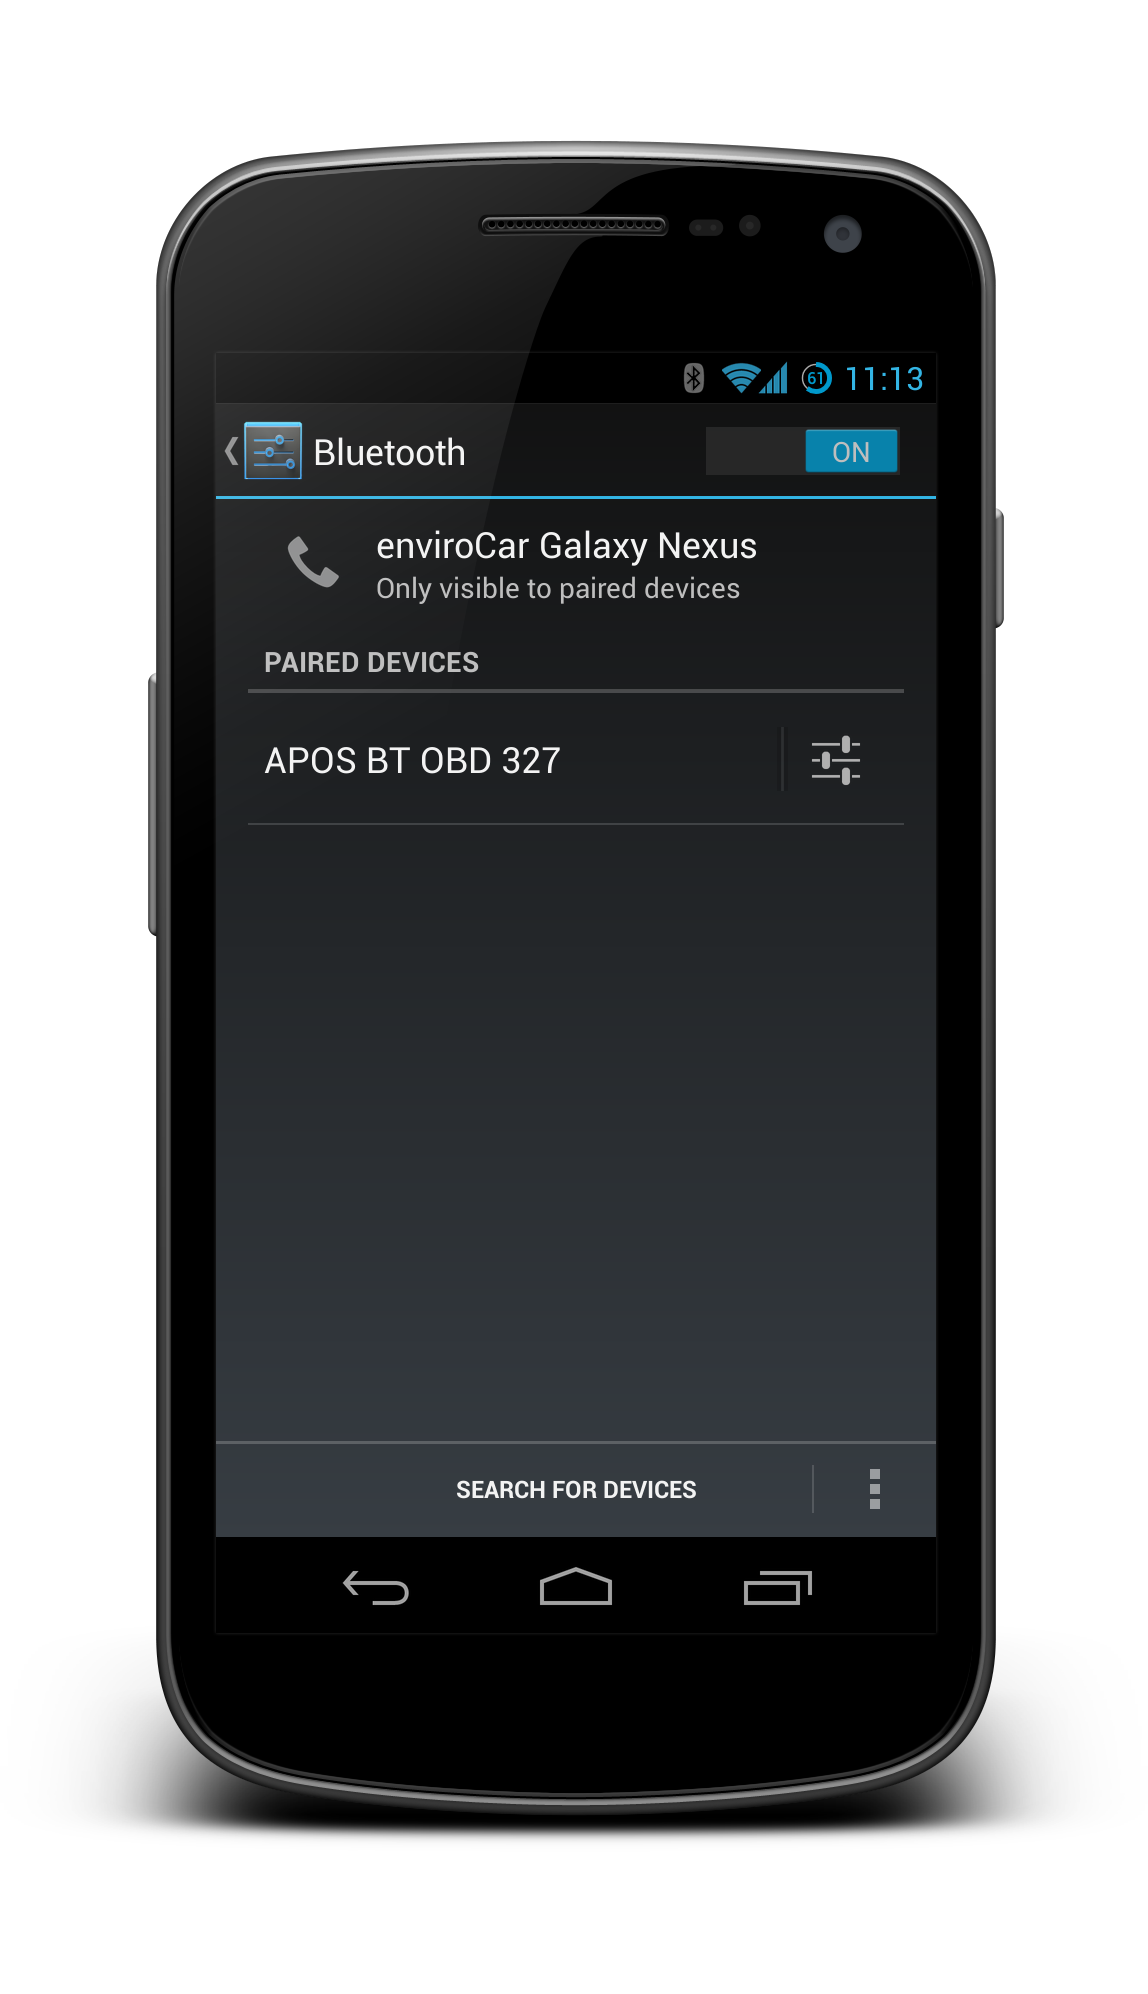 61 11:13
Bluetooth ON
enviroCar Galaxy Nexus
Only visible to paired devices
PAIRED DEVICES
APOS BT OBD 327
SEARCH FOR DEVICES